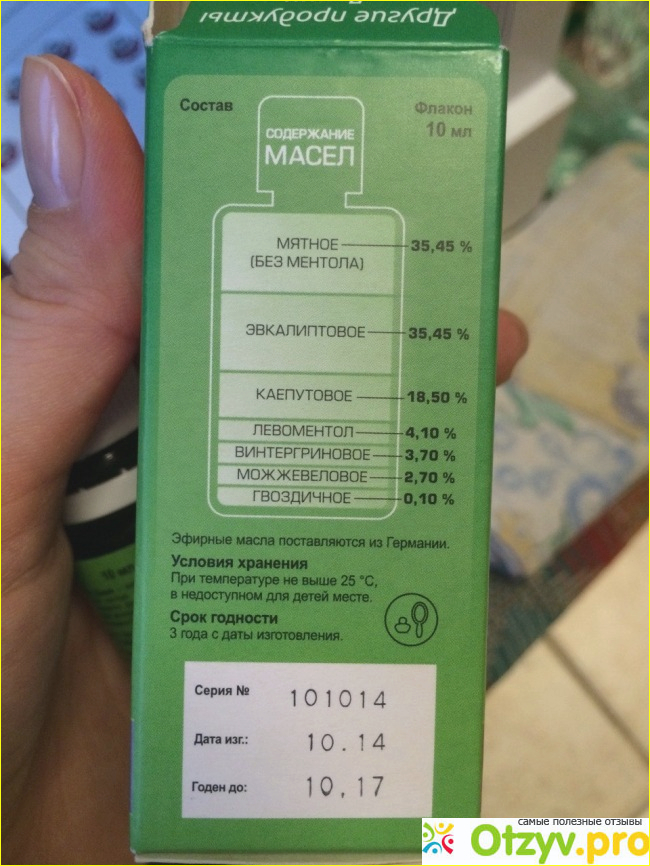 Другие продукты
Состав
Флакон
10 мл
СОДЕРЖАНИЕ
МАСЕЛ
МЯТНОЕ 35,45 %
(БЕЗ МЕНТОЛА)
ЭВКАЛИПТОВОЕ 35,45 %
КАЕПУТОВОЕ 18,50 %
ЛЕВОМЕНТОЛ 4,10 %
ВИНТЕРГРИНОВОЕ 3,70 %
МОЖЖЕВЕЛОВОЕ 2,70 %
ГВОЗДИЧНОЕ 0,10 %
Эфирные масла поставляются из Германии.
Условия хранения
При температуре не выше 25 °С,
в недоступном для детей месте.
Срок годности
3 года с даты изготовления.
Серия № 101014
Дата изг.: 10.14
Годен до: 10,17
самые полезные отзывы
Otzyv.pro